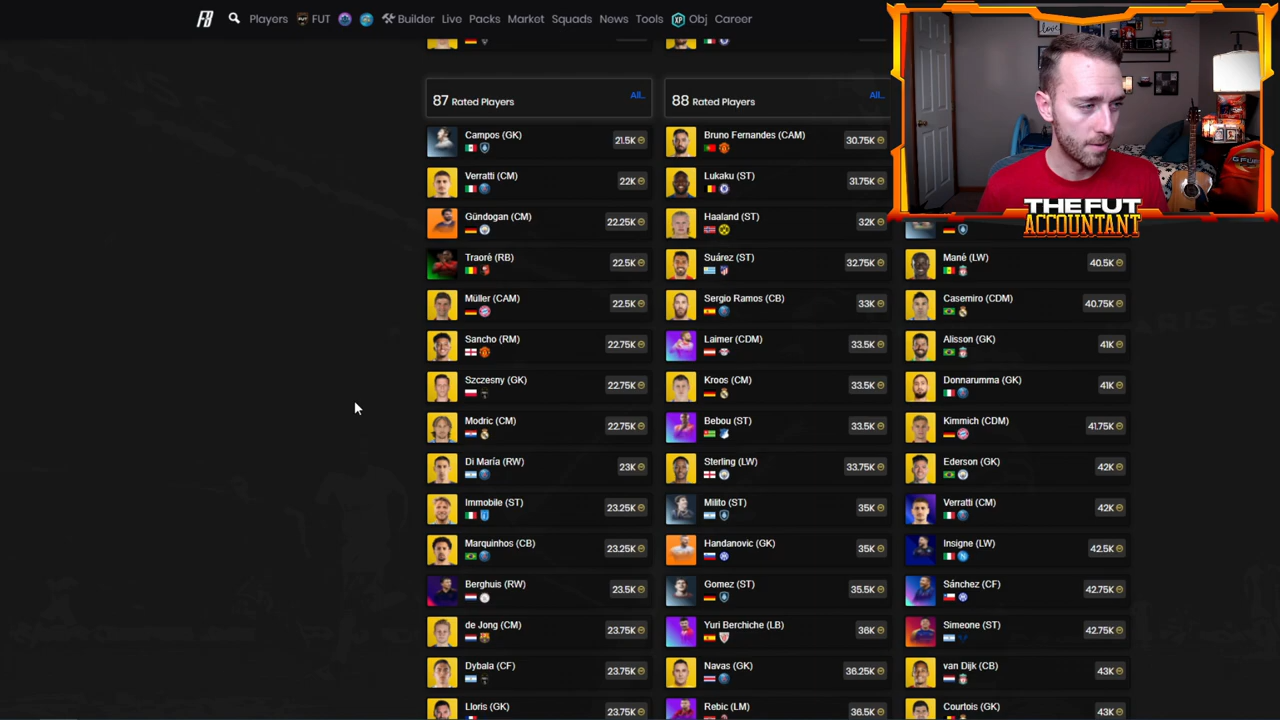 FB Players FUT Builder Live Packs Market Squads News Tools XP Obj Career
87 Rated Players All..
Campos (GK) 21.5K
Verratti (CM) 22K
Gündogan (CM) 22.25K
Traoré (RB) 22.5K
Müller (CAM) 22.5K
Sancho (RM) 22.75K
Szczesny (GK) 22.75K
Modric (CM) 22.75K
Di María (RW) 23K
Immobile (ST) 23.25K
Marquinhos (CB) 23.25K
Berghuis (RW) 23.5K
de Jong (CM) 23.75K
Dybala (CF) 23.75K
Lloris (GK) 23.75K
88 Rated Players All..
Bruno Fernandes (CAM) 30.75K
Lukaku (ST) 31.75K
Haaland (ST) 32K
Suárez (ST) 32.75K
Sergio Ramos (CB) 33K
Laimer (CDM) 33.5K
Kroos (CM) 33.5K
Bebou (ST) 33.5K
Sterling (LW) 33.75K
Milito (ST) 35K
Handanovic (GK) 35K
Gomez (ST) 35.5K
Yuri Berchiche (LB) 36K
Navas (GK) 36.25K
Rebic (LM) 36.5K
Mané (LW) 40.5K
Casemiro (CDM) 40.75K
Alisson (GK) 41K
Donnarumma (GK) 41K
Kimmich (CDM) 41.75K
Ederson (GK) 42K
Verratti (CM) 42K
Insigne (LW) 42.5K
Sánchez (CF) 42.75K
Simeone (ST) 42.75K
van Dijk (CB) 43K
Courtois (GK) 43K
love
G FUEL
THE FUT
ACCOUNTANT